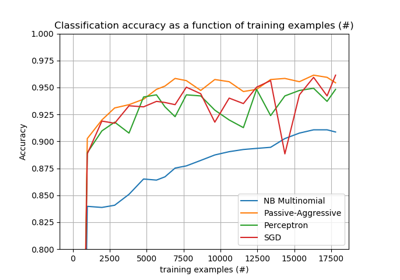 Classification accuracy as a function of training examples (#)
1.000
0.975
0.950
0.925
0.900
0.875
0.850
0.825
0.800
Accuracy
NB Multinomial
Passive-Aggressive
Perceptron
SGD
0 2500 5000 7500 10000 12500 15000 17500
training examples (#)